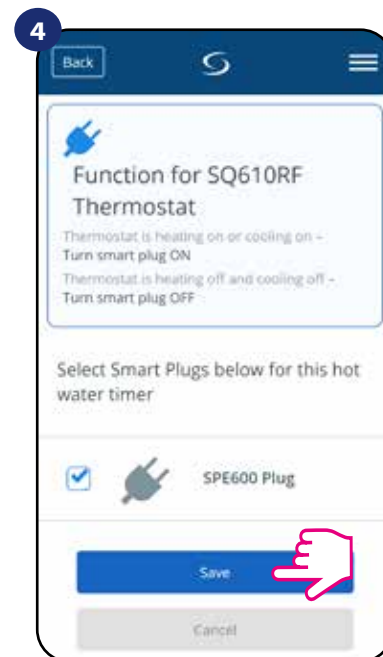 4
Back
Function for SQ610RF
Thermostat
Thermostat is heating on or cooling on –
Turn smart plug ON
Thermostat is heating off and cooling off –
Turn smart plug OFF
Select Smart Plugs below for this hot
water timer
SPE600 Plug
Save
Cancel